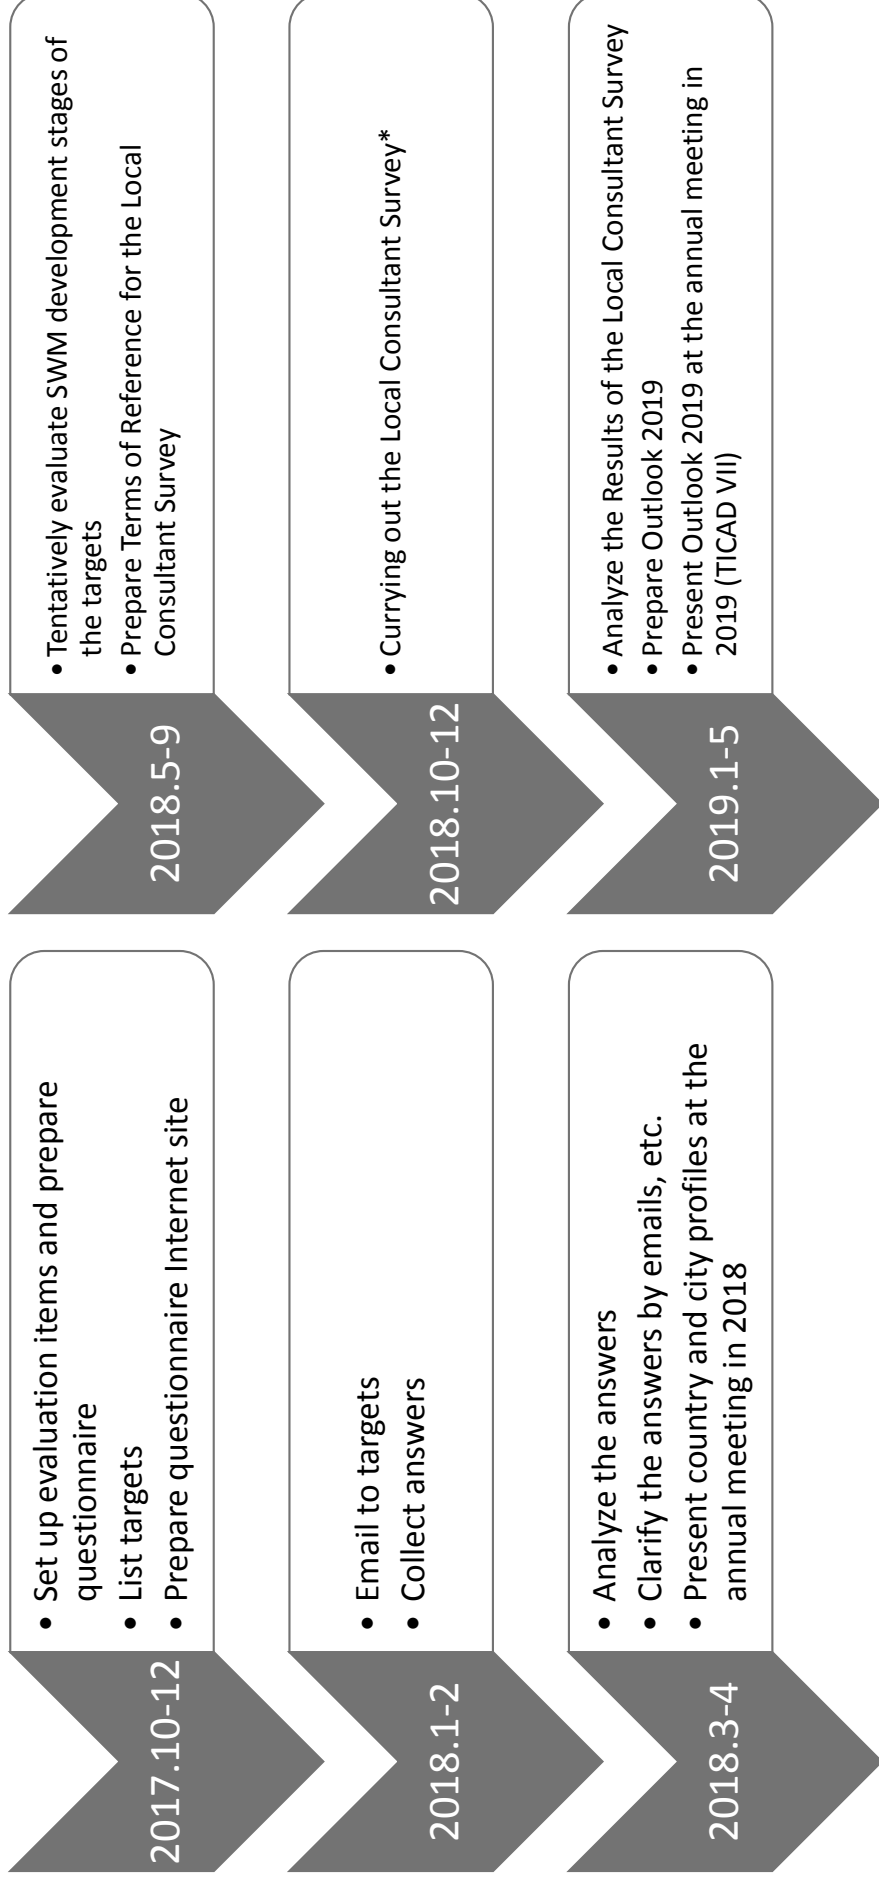 2017.10-12
• Set up evaluation items and prepare
questionnaire
• List targets
• Prepare questionnaire Internet site
2018.1-2
• Email to targets
• Collect answers
2018.3-4
• Analyze the answers
• Clarify the answers by emails, etc.
• Present country and city profiles at the
annual meeting in 2018
2018.5-9
• Tentatively evaluate SWM development stages of
the targets
• Prepare Terms of Reference for the Local
Consultant Survey
2018.10-12
• Currying out the Local Consultant Survey*
2019.1-5
• Analyze the Results of the Local Consultant Survey
• Prepare Outlook 2019
• Present Outlook 2019 at the annual meeting in
2019 (TICAD VII)